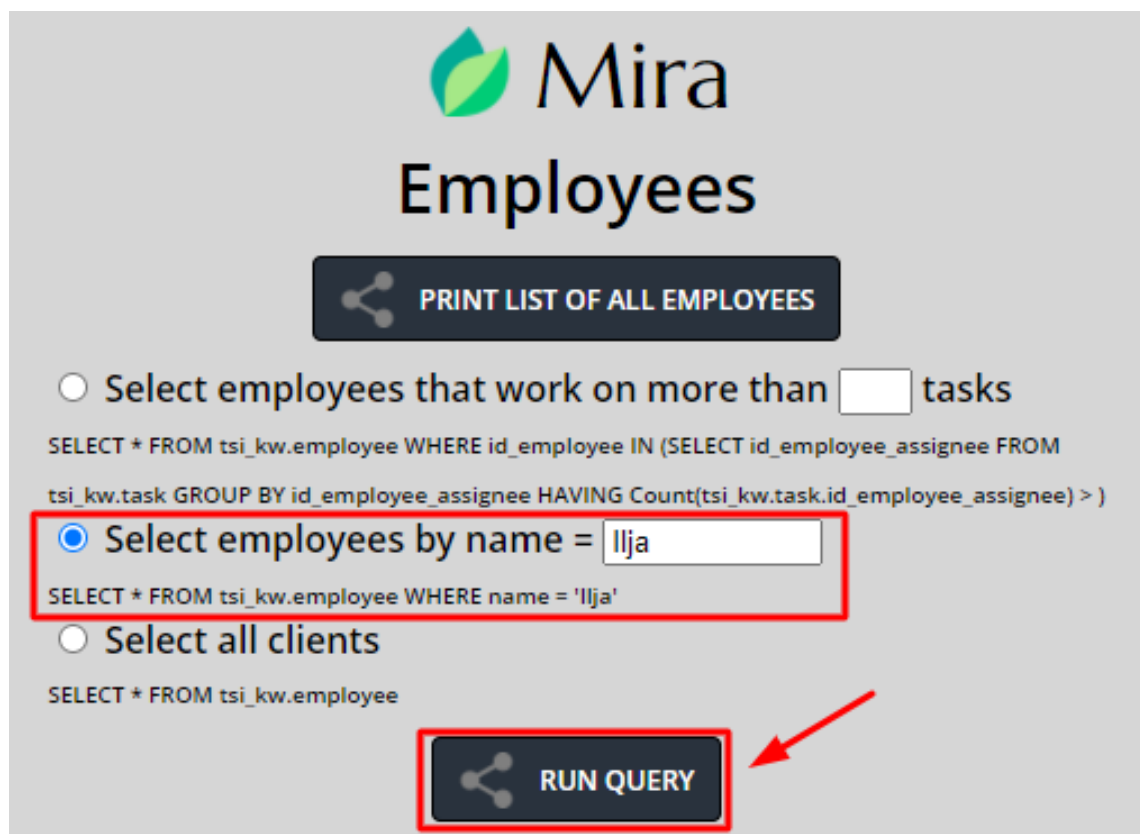 Mira
Employees
PRINT LIST OF ALL EMPLOYEES
Select employees that work on more than tasks
SELECT * FROM tsi_kw.employee WHERE id_employee IN (SELECT id_employee_assignee FROM
tsi_kw.task GROUP BY id_employee_assignee HAVING Count(tsi_kw.task.id_employee_assignee) > )
Select employees by name = Ilja
SELECT * FROM tsi_kw.employee WHERE name = 'Ilja'
Select all clients
SELECT * FROM tsi_kw.employee
RUN QUERY